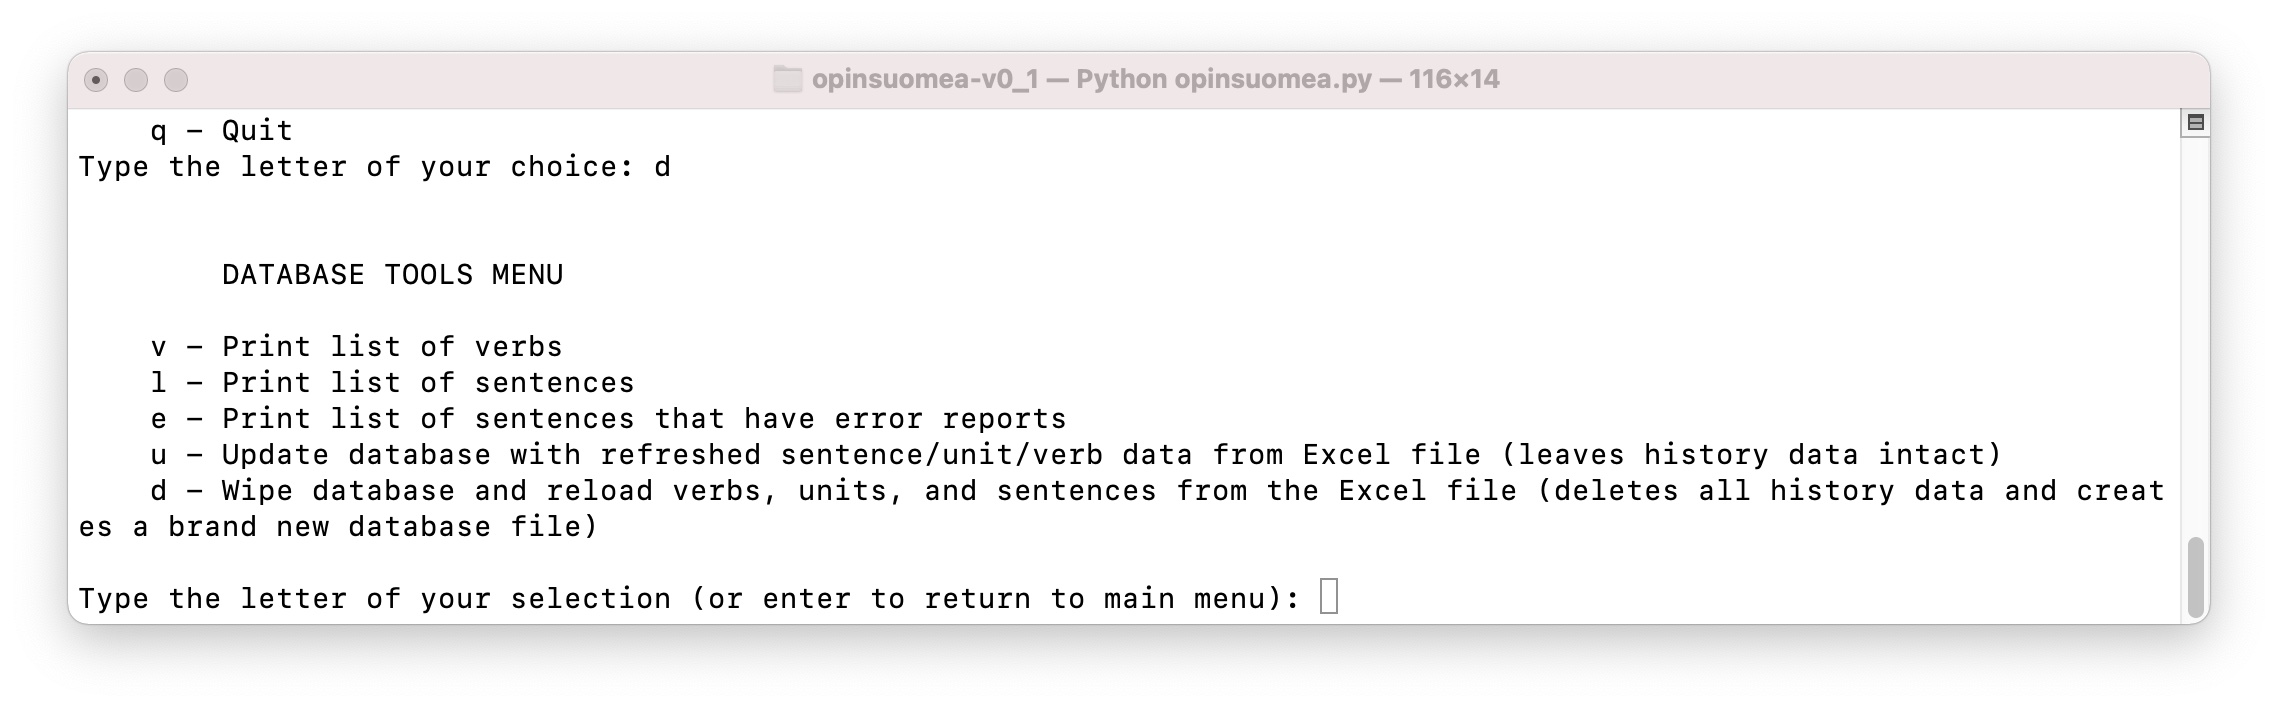 opinsuomea-v0_1 — Python opinsuomea.py — 116×14
q – Quit
Type the letter of your choice: d
DATABASE TOOLS MENU
v – Print list of verbs
l – Print list of sentences
e – Print list of sentences that have error reports
u – Update database with refreshed sentence/unit/verb data from Excel file (leaves history data intact)
d – Wipe database and reload verbs, units, and sentences from the Excel file (deletes all history data and creat
es a brand new database file)
Type the letter of your selection (or enter to return to main menu):